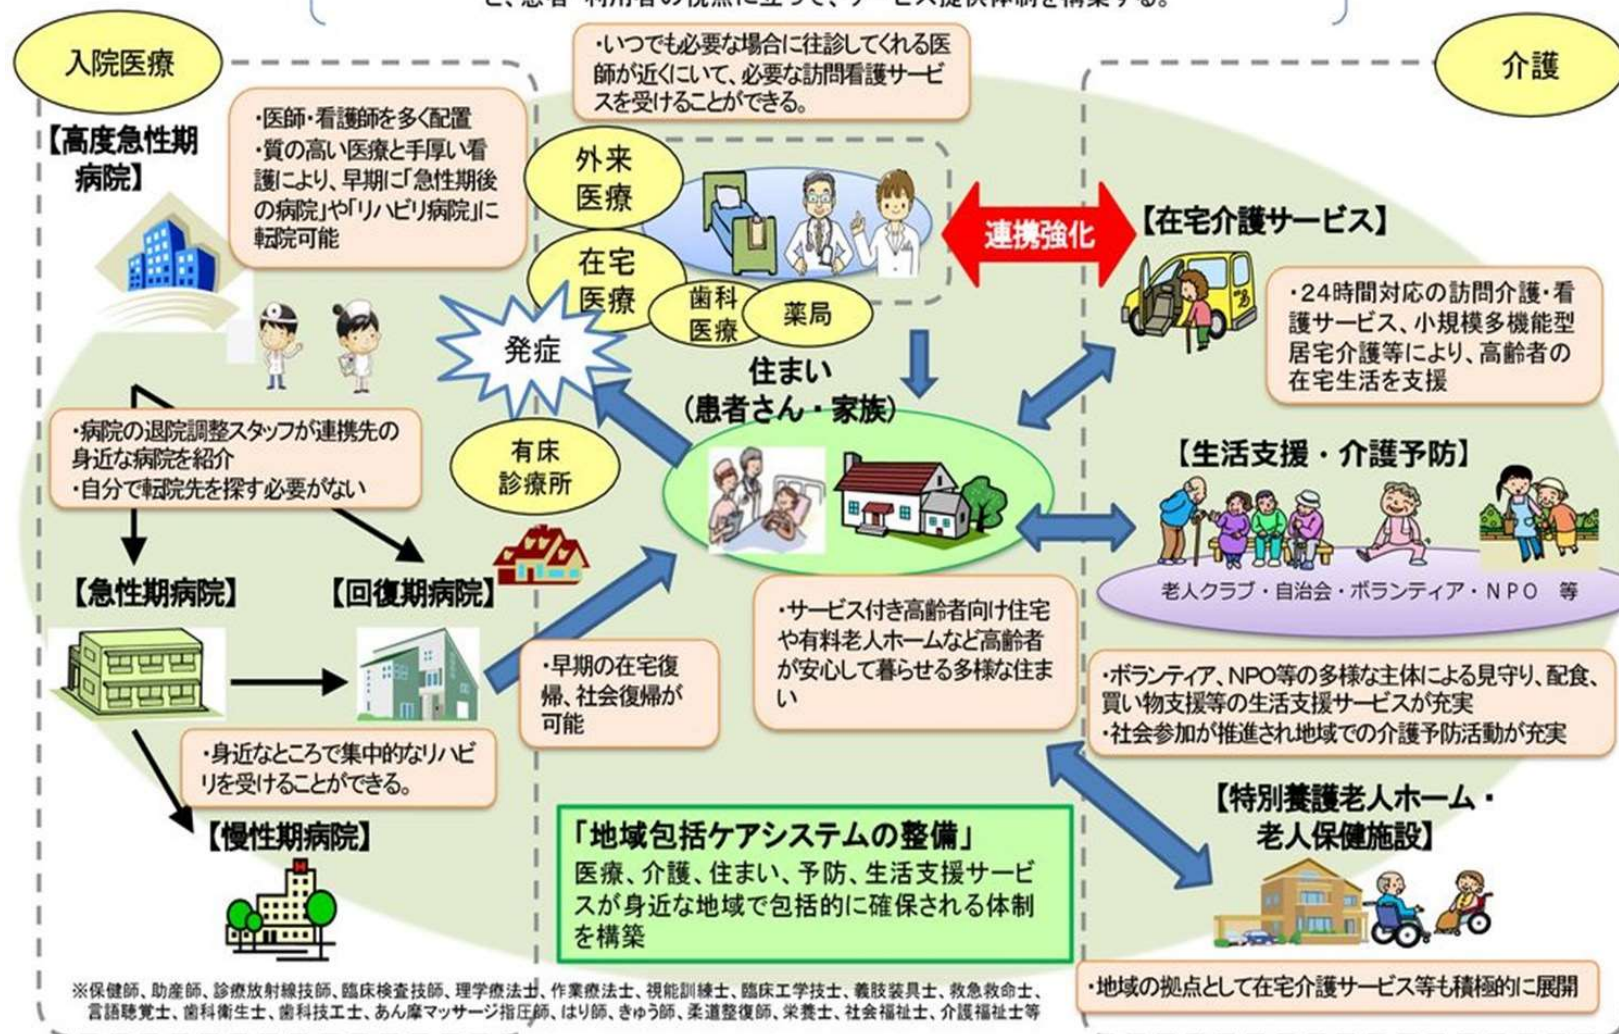 と、患者・利用者の視点に立って、サービス提供体制を構築する。
入院医療
介護
・いつでも必要な場合に往診してくれる医
師が近くにいて、必要な訪問看護サービ
スを受けることができる。
【高度急性期
病院】
・医師・看護師を多く配置
・質の高い医療と手厚い看
護により、早期に「急性期後
の病院」や「リハビリ病院」に
転院可能
外来
医療
在宅
医療
歯科
医療
薬局
連携強化
【在宅介護サービス】
・24時間対応の訪問介護・看
護サービス、小規模多機能型
居宅介護等により、高齢者の
在宅生活を支援
発症
住まい
(患者さん・家族)
・病院の退院調整スタッフが連携先の
身近な病院を紹介
・自分で転院先を探す必要がない
有床
診療所
【生活支援・介護予防】
老人クラブ・自治会・ボランティア・NPO 等
【急性期病院】
【回復期病院】
・早期の在宅復
帰、社会復帰が
可能
・サービス付き高齢者向け住宅
や有料老人ホームなど高齢者
が安心して暮らせる多様な住ま
い
・ボランティア、NPO等の多様な主体による見守り、配食、
買い物支援等の生活支援サービスが充実
・社会参加が推進され地域での介護予防活動が充実
・身近なところで集中的なリハビ
リを受けることができる。
【慢性期病院】
H
「地域包括ケアシステムの整備」
医療、介護、住まい、予防、生活支援サービ
スが身近な地域で包括的に確保される体制
を構築
【特別養護老人ホーム・
老人保健施設】
・地域の拠点として在宅介護サービス等も積極的に展開
※保健師、助産師、診療放射線技師、臨床検査技師、理学療法士、作業療法士、視能訓練士、臨床工学技士、義肢装具士、救急救命士、
言語聴覚士、歯科衛生士、歯科技工士、あん摩マッサージ指圧師、はり師、きゅう師、柔道整復師、栄養士、社会福祉士、介護福祉士等